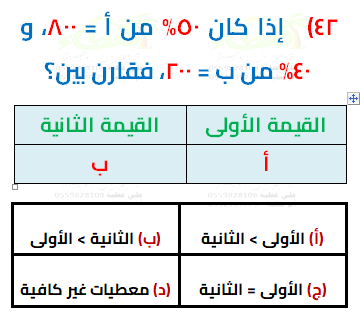 ٤٢) إذا كان ٥٠% من أ = ٨٠٠، و
٤٠% من ب = ٢٠٠، فقارن بين؟
القيمة الأولى القيمة الثانية
أ ب
(أ) الأولى > الثانية (ب) الثانية > الأولى
(ج) الأولى = الثانية (د) معطيات غير كافية